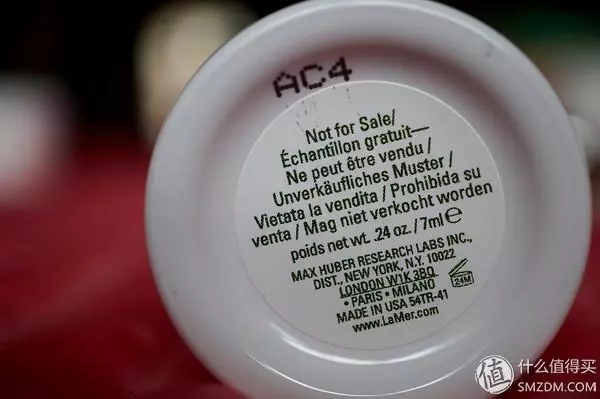 AC4
Not for Sale/
Échantillon gratuit—
Ne peut être vendu /
Unverkäufliches Muster /
Vietata la vendita / Prohibida su
venta / Mag niet verkocht worden
poids net wt. .24 oz. / 7ml e
MAX HUBER RESEARCH LABS INC.,
DIST., NEW YORK, N.Y. 10022
LONDON W1K 3BQ
• PARIS • MILANO
MADE IN USA 54TR-41
www.LaMer.com
24M
值 什么值得买
SMZDM.COM